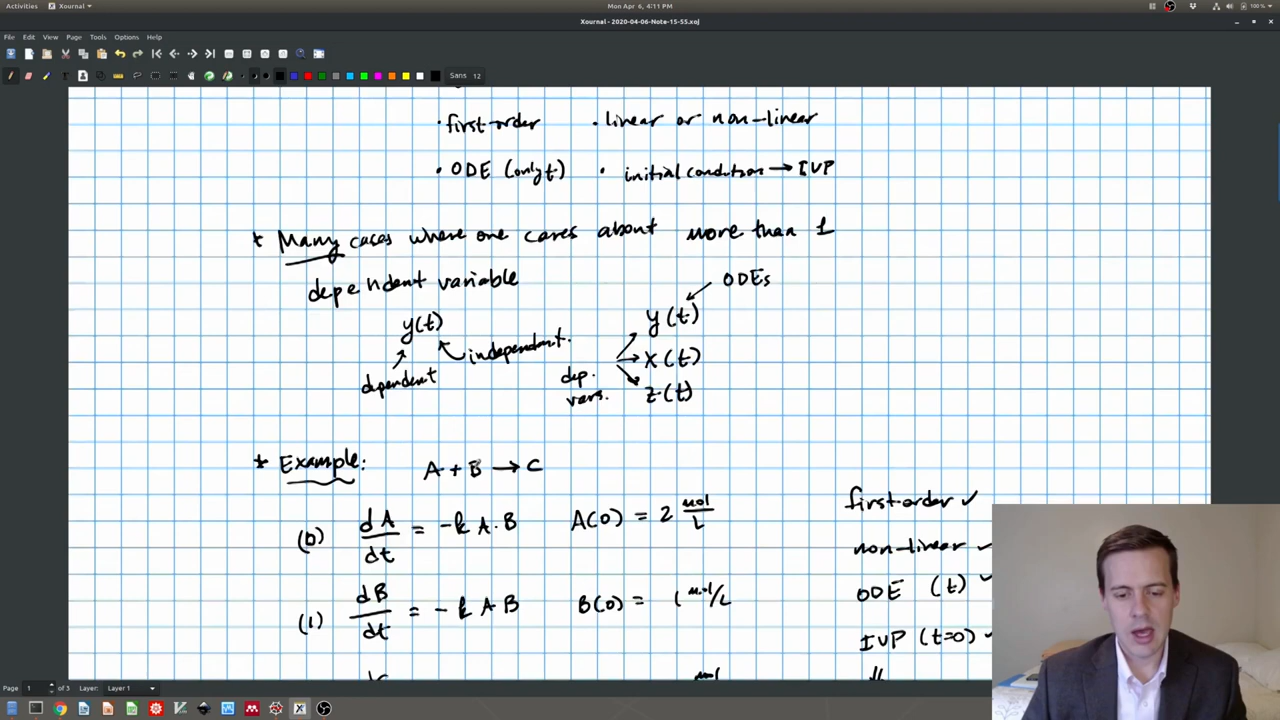 Activities Xournal Mon Apr 6, 4:11 PM 100 %
Xournal - 2020-04-06-Note-15-55.xoj
File Edit View Page Tools Options Help
Sans 12
· first-order · linear or non-linear
· ODE (only t) · initial condition → IVP
* Many cases where one cares about more than 1
dependent variable
ODEs
y(t) y(t)
independent.
x(t)
dependent dep. vars. z(t)
* Example: A + B → C
(0) dA/dt = -k A·B A(0) = 2 mol/L first-order ✓
non-linear ✓
(1) dB/dt = - k A B B(0) = 1 mol/L ODE (t) ✓
IVP (t=0) ✓
mol
Page 1 of 3 Layer: Layer 1